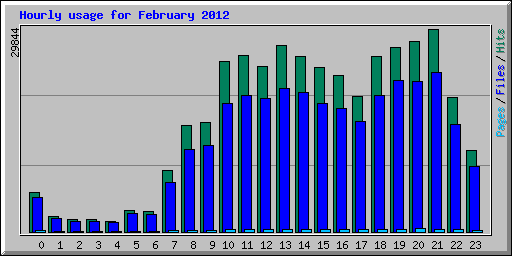 Hourly usage for February 2012
29844
Pages / Files / Hits
0 1 2 3 4 5 6 7 8 9 10 11 12 13 14 15 16 17 18 19 20 21 22 23